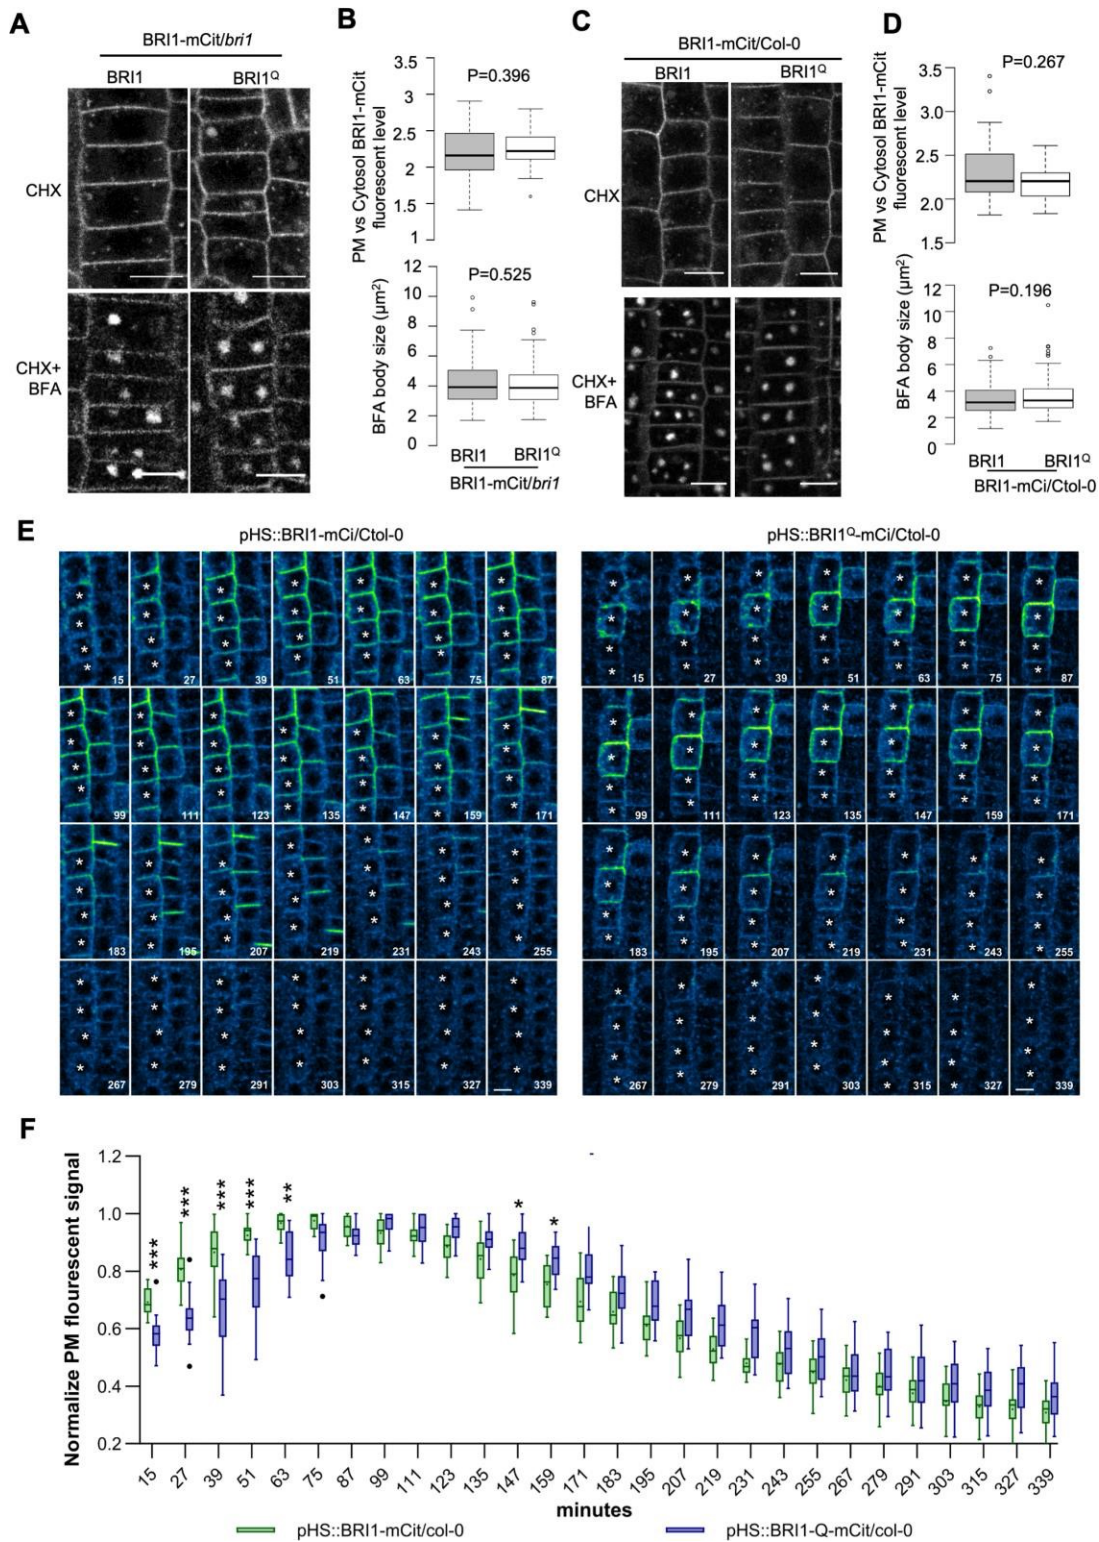 A
BRI1-mCit/bri1
BRI1 BRI1Q
CHX
CHX+
BFA
B
PM vs Cytosol BRI1-mCit
fluorescent level
3.5
3
2.5
2
1.5
1
P=0.396
BFA body size (µm²)
12
10
8
6
4
2
0
P=0.525
BRI1 BRI1Q
BRI1-mCit/bri1
C
BRI1-mCit/Col-0
BRI1 BRI1Q
CHX
CHX+
BFA
D
PM vs Cytosol BRI1-mCit
fluorescent level
3.5
3.0
2.5
2.0
1.5
P=0.267
BFA body size (µm²)
12
10
8
6
4
2
0
P=0.196
BRI1 BRI1Q
BRI1-mCi/Ctol-0
E
pHS::BRI1-mCi/Ctol-0
15 27 39 51 63 75 87
99 111 123 135 147 159 171
183 195 207 219 231 243 255
267 279 291 303 315 327 339
pHS::BRI1Q-mCi/Ctol-0
15 27 39 51 63 75 87
99 111 123 135 147 159 171
183 195 207 219 231 243 255
267 279 291 303 315 327 339
F
Normalize PM flourescent signal
1.2
1.0
0.8
0.6
0.4
0.2
*** *** *** *** ** * *
15 27 39 51 63 75 87 99 111 123 135 147 159 171 183 195 207 219 231 243 255 267 279 291 303 315 327 339
minutes
pHS::BRI1-mCit/col-0 pHS::BRI1-Q-mCit/col-0